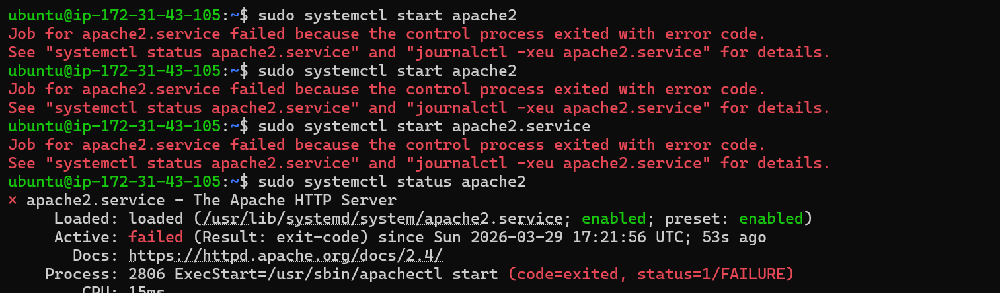 ubuntu@ip-172-31-43-105:~$ sudo systemctl start apache2
Job for apache2.service failed because the control process exited with error code.
See "systemctl status apache2.service" and "journalctl -xeu apache2.service" for details.
ubuntu@ip-172-31-43-105:~$ sudo systemctl start apache2
Job for apache2.service failed because the control process exited with error code.
See "systemctl status apache2.service" and "journalctl -xeu apache2.service" for details.
ubuntu@ip-172-31-43-105:~$ sudo systemctl start apache2.service
Job for apache2.service failed because the control process exited with error code.
See "systemctl status apache2.service" and "journalctl -xeu apache2.service" for details.
ubuntu@ip-172-31-43-105:~$ sudo systemctl status apache2
× apache2.service - The Apache HTTP Server
     Loaded: loaded (/usr/lib/systemd/system/apache2.service; enabled; preset: enabled)
     Active: failed (Result: exit-code) since Sun 2026-03-29 17:21:56 UTC; 53s ago
       Docs: https://httpd.apache.org/docs/2.4/
    Process: 2806 ExecStart=/usr/sbin/apachectl start (code=exited, status=1/FAILURE)
        CPU: 15ms